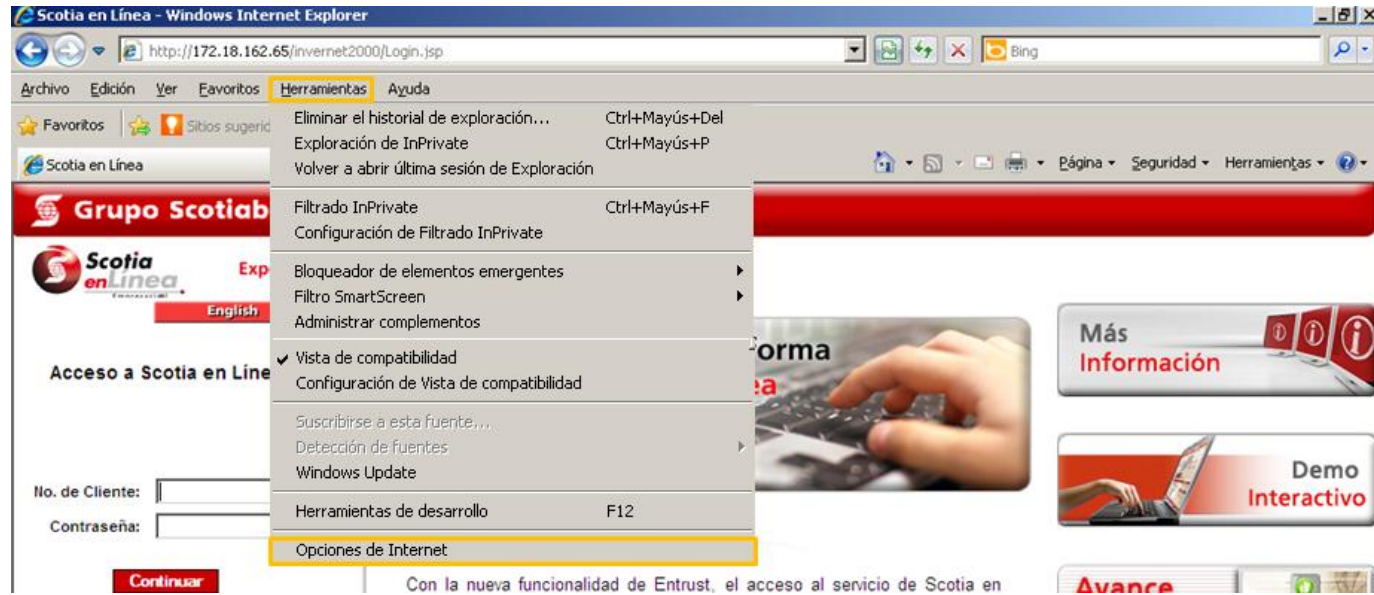 Scotia en Línea - Windows Internet Explorer
http://172.18.162.65/invernet2000/Login.jsp
Bing
Archivo Edición Ver Favoritos Herramientas Ayuda
Favoritos Sitios sugerid
Scotia en Línea
Página Seguridad Herramientas
Eliminar el historial de exploración... Ctrl+Mayús+Del
Exploración de InPrivate Ctrl+Mayús+P
Volver a abrir última sesión de Exploración
Filtrado InPrivate Ctrl+Mayús+F
Configuración de Filtrado InPrivate
Bloqueador de elementos emergentes
Filtro SmartScreen
Administrar complementos
Vista de compatibilidad
Configuración de Vista de compatibilidad
Suscribirse a esta fuente...
Detección de fuentes
Windows Update
Herramientas de desarrollo F12
Opciones de Internet
Grupo Scotiab
Scotia
enLínea
Exp
English
Acceso a Scotia en Líne
No. de Cliente:
Contraseña:
Continuar
orma
ea
Más
Información
Demo
Interactivo
Con la nueva funcionalidad de Entrust, el acceso al servicio de Scotia en
Avance